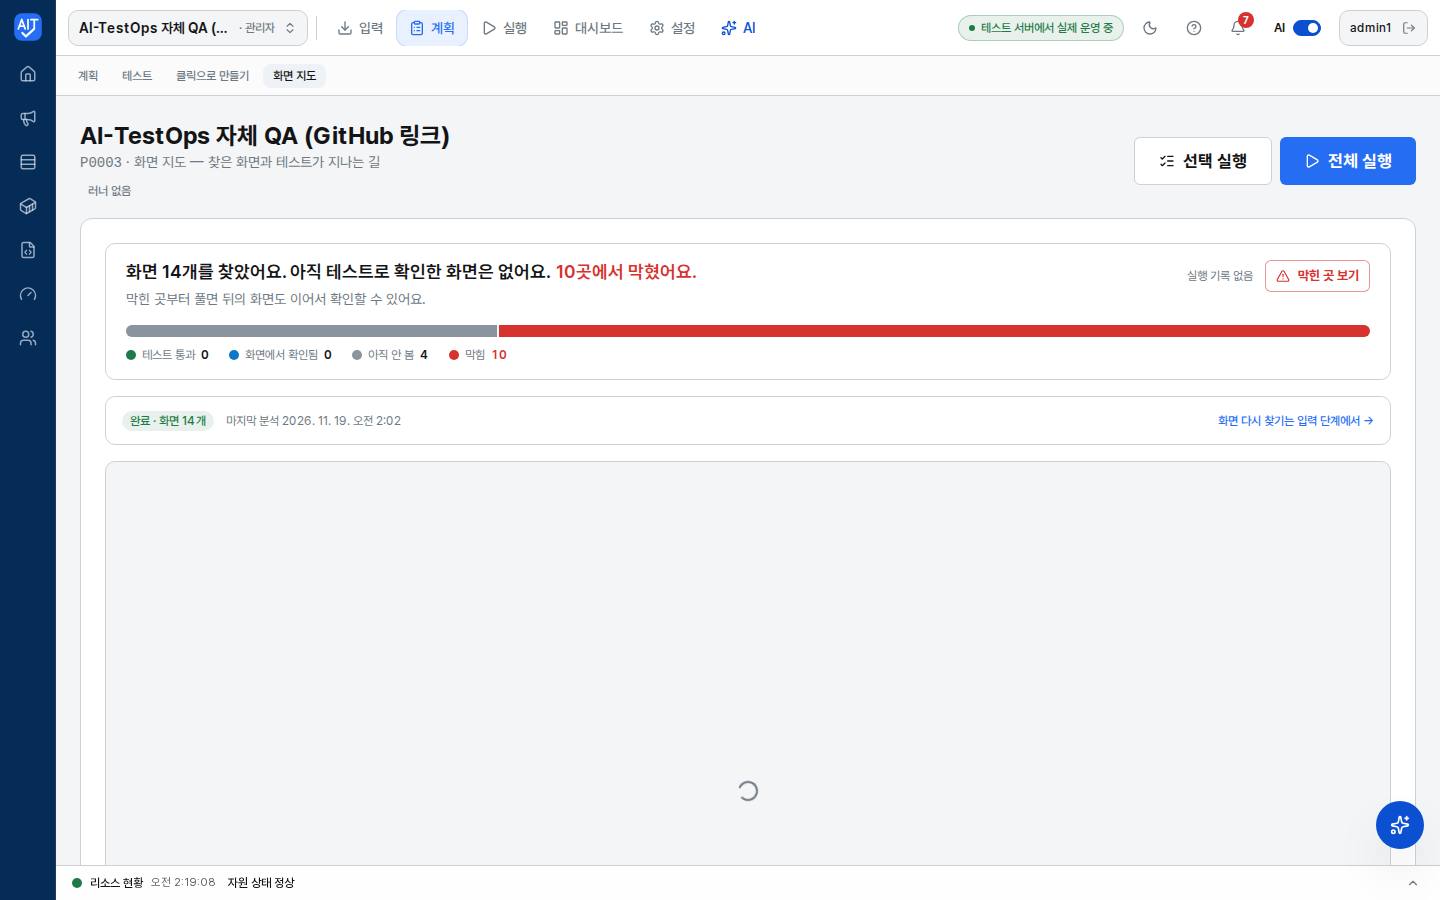 AIT
AI-TestOps 자체 QA (... · 관리자
입력
계획
실행
대시보드
설정
AI
테스트 서버에서 실제 운영 중
7
AI
admin1
계획
테스트
클릭으로 만들기
화면 지도
AI-TestOps 자체 QA (GitHub 링크)
P0003 · 화면 지도 — 찾은 화면과 테스트가 지나는 길
러너 없음
선택 실행
전체 실행
화면 14개를 찾았어요. 아직 테스트로 확인한 화면은 없어요. 10곳에서 막혔어요.
막힌 곳부터 풀면 뒤의 화면도 이어서 확인할 수 있어요.
실행 기록 없음
막힌 곳 보기
테스트 통과 0
화면에서 확인됨 0
아직 안 봄 4
막힘 10
완료 · 화면 14개
마지막 분석 2026. 11. 19. 오전 2:02
화면 다시 찾기는 입력 단계에서 →
리소스 현황 오전 2:19:08 자원 상태 정상